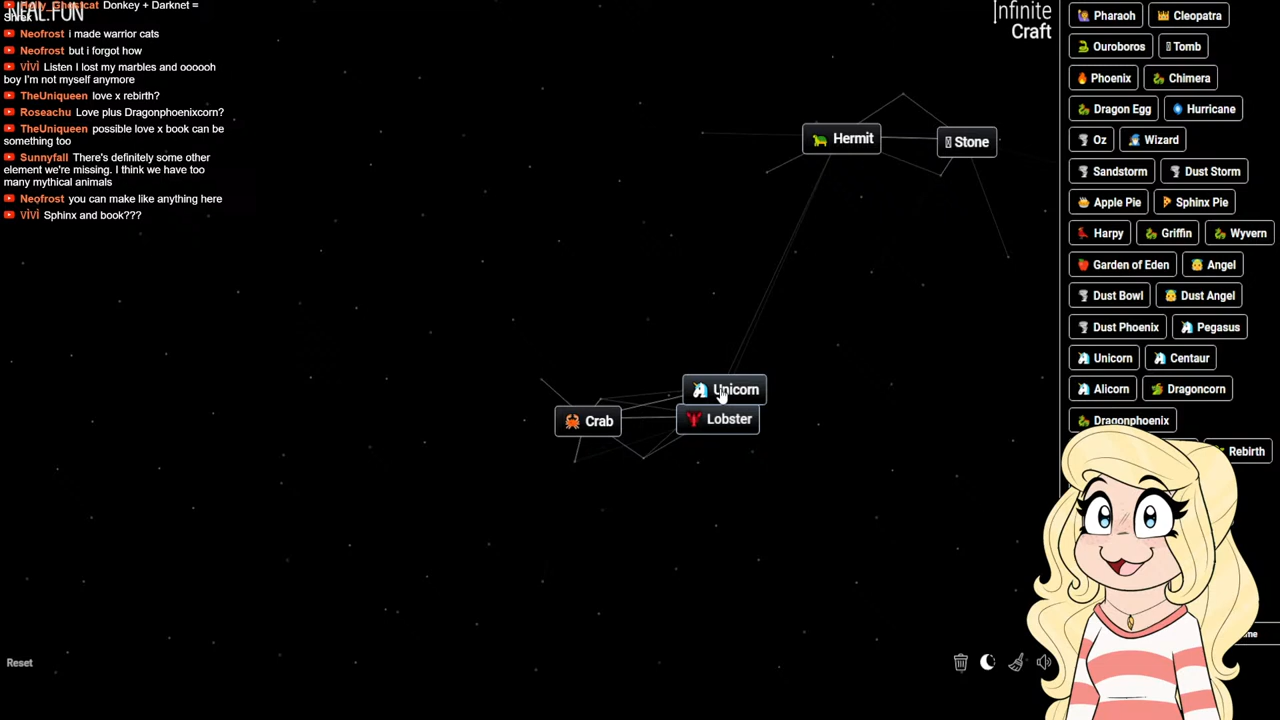 Holly_Ghostcat Donkey + Darknet =
Shrek
NEAL.FUN
Neofrost i made warrior cats
Neofrost but i forgot how
ViVi Listen I lost my marbles and oooooh
boy I'm not myself anymore
TheUniqueen love x rebirth?
Roseachu Love plus Dragonphoenixcorn?
TheUniqueen possible love x book can be
something too
Sunnyfall There's definitely some other
element we're missing. I think we have too
many mythical animals
Neofrost you can make like anything here
ViVi Sphinx and book???
Infinite
Craft
Hermit
Stone
Unicorn
Crab
Lobster
Pharaoh Cleopatra
Ouroboros Tomb
Phoenix Chimera
Dragon Egg Hurricane
Oz Wizard
Sandstorm Dust Storm
Apple Pie Sphinx Pie
Harpy Griffin Wyvern
Garden of Eden Angel
Dust Bowl Dust Angel
Dust Phoenix Pegasus
Unicorn Centaur
Alicorn Dragoncorn
Dragonphoenix
Rebirth
Reset